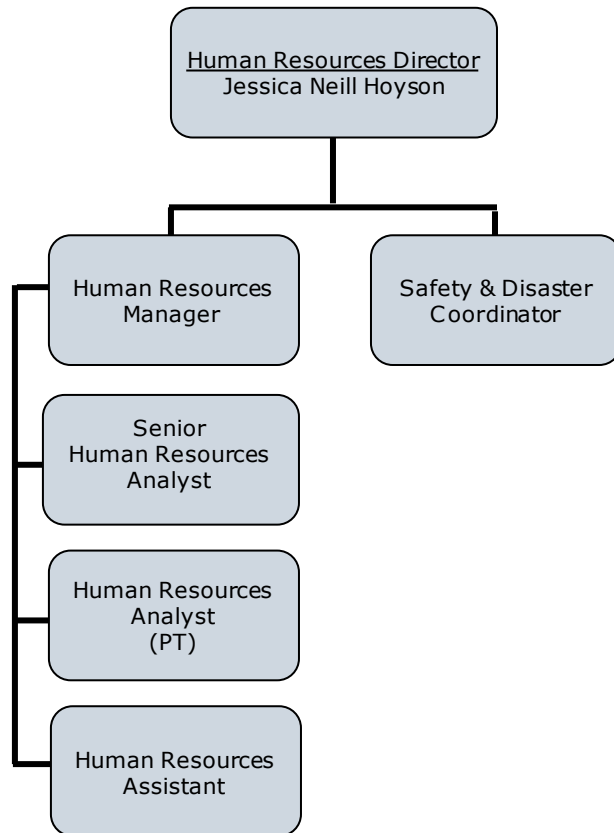 Human Resources Director
Jessica Neill Hoyson
Human Resources
Manager
Safety & Disaster
Coordinator
Senior
Human Resources
Analyst
Human Resources
Analyst
(PT)
Human Resources
Assistant